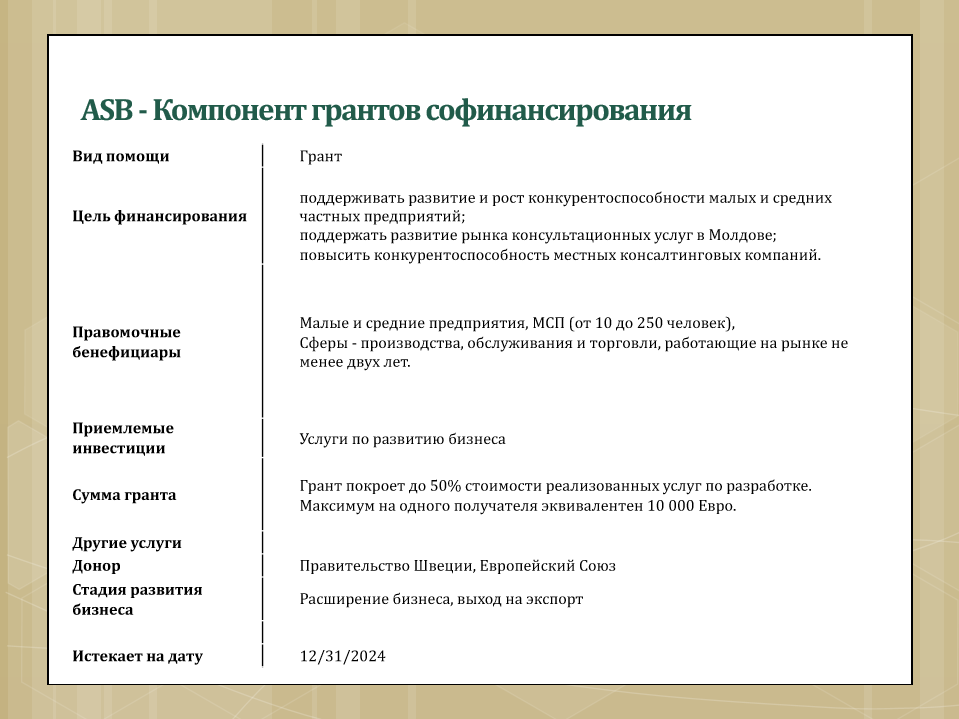 ASB - Компонент грантов софинансирования
Вид помощи
Грант
Цель финансирования
поддерживать развитие и рост конкурентоспособности малых и средних
частных предприятий;
поддержать развитие рынка консультационных услуг в Молдове;
повысить конкурентоспособность местных консалтинговых компаний.
Правомочные
бенефициары
Малые и средние предприятия, МСП (от 10 до 250 человек),
Сферы - производства, обслуживания и торговли, работающие на рынке не
менее двух лет.
Приемлемые
инвестиции
Услуги по развитию бизнеса
Сумма гранта
Грант покроет до 50% стоимости реализованных услуг по разработке.
Максимум на одного получателя эквивалентен 10 000 Евро.
Другие услуги
Донор
Правительство Швеции, Европейский Союз
Стадия развития
бизнеса
Расширение бизнеса, выход на экспорт
Истекает на дату
12/31/2024